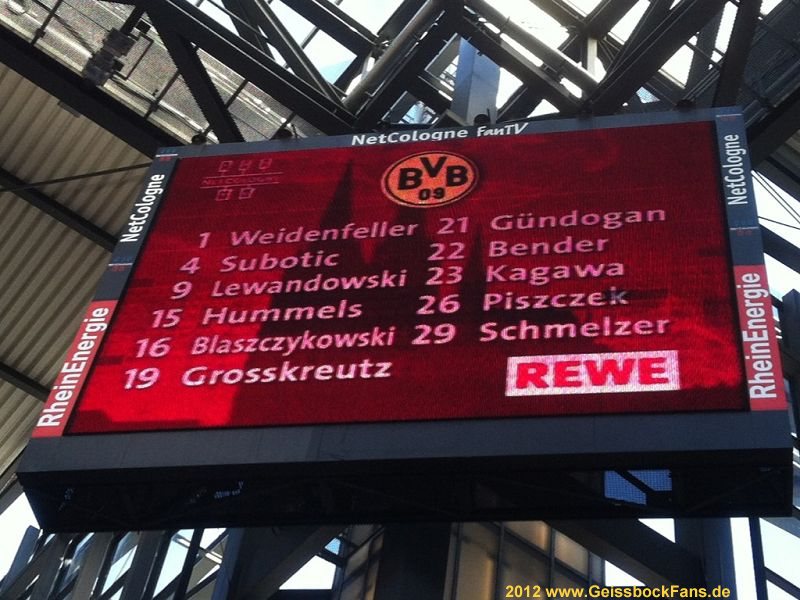 NetCologne FanTV
NetCologne
NetCologne
BVB
09
1 Weidenfeller
4 Subotic
9 Lewandowski
15 Hummels
16 Blaszczykowski
19 Grosskreutz
21 Gündogan
22 Bender
23 Kagawa
26 Piszczek
29 Schmelzer
REWE
RheinEnergie
RheinEnergie
2012 www.GeissbockFans.de